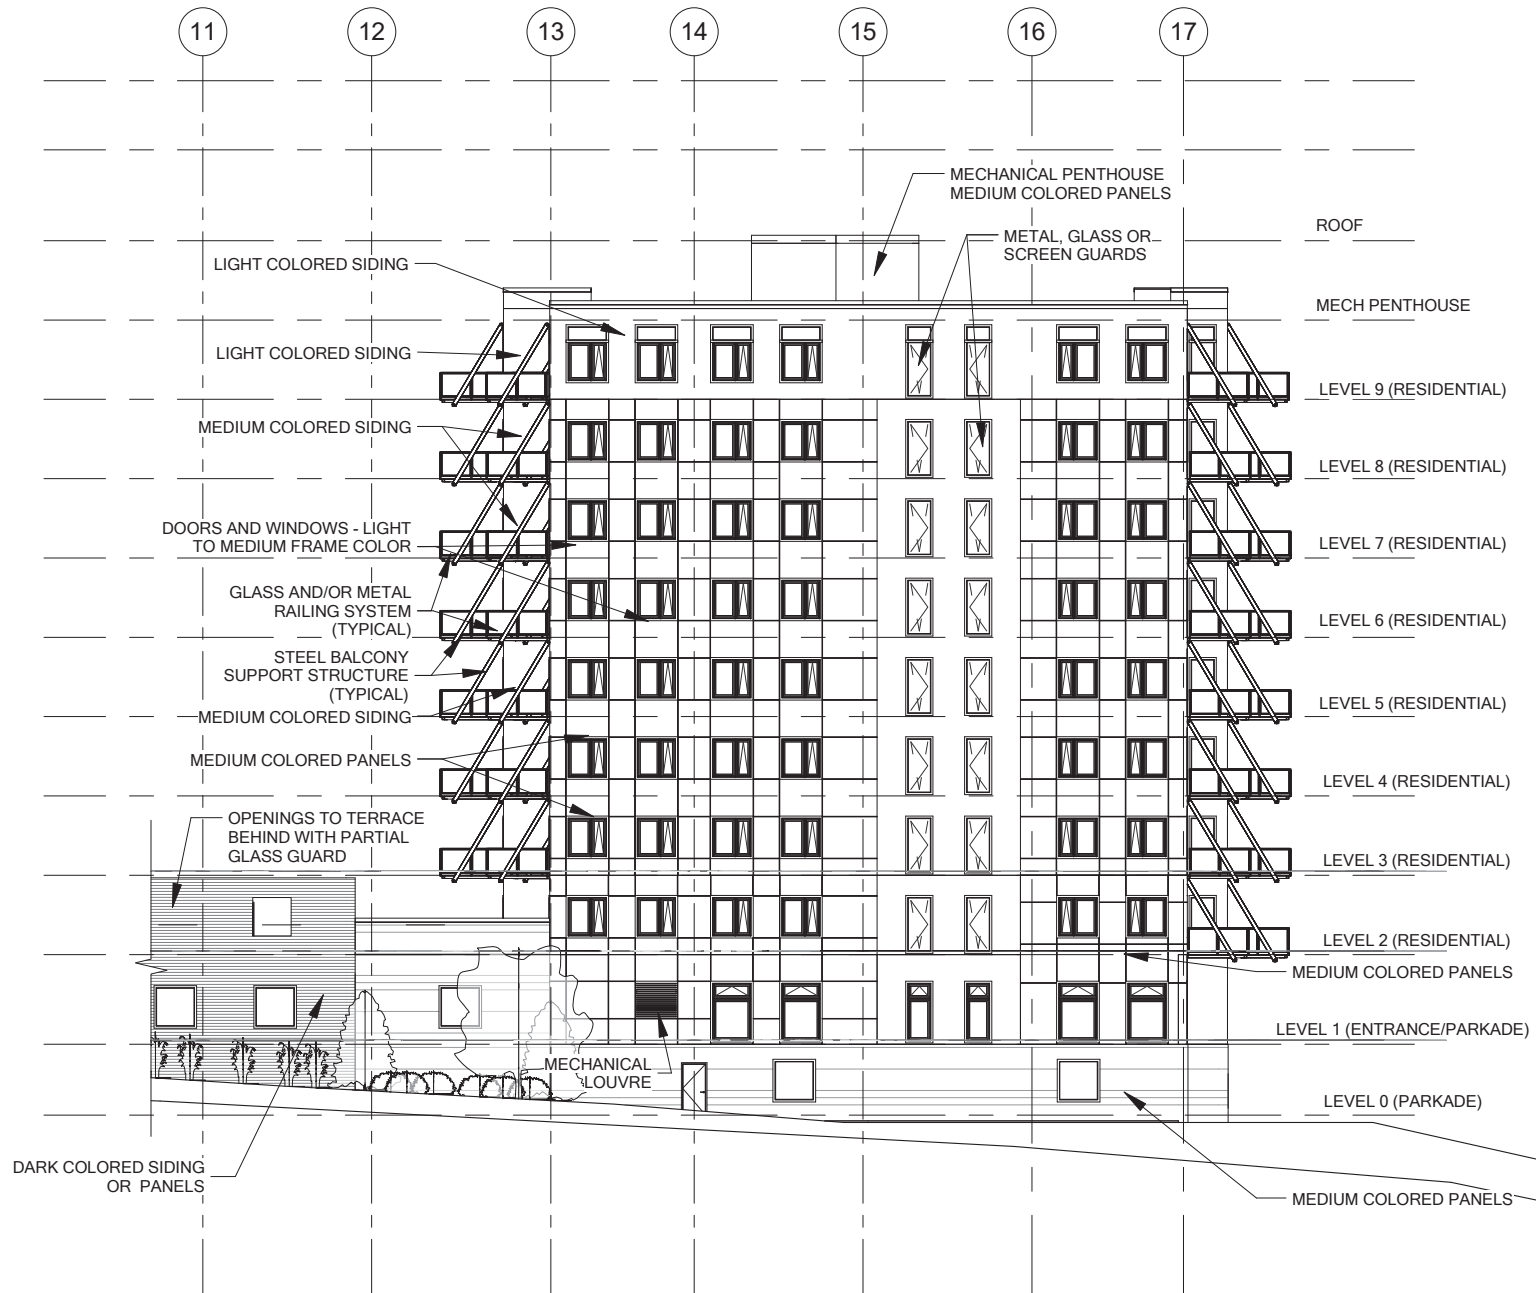 11 12 13 14 15 16 17
MECHANICAL PENTHOUSE
MEDIUM COLORED PANELS
ROOF
METAL, GLASS OR
SCREEN GUARDS
LIGHT COLORED SIDING
MECH PENTHOUSE
LIGHT COLORED SIDING
LEVEL 9 (RESIDENTIAL)
MEDIUM COLORED SIDING
LEVEL 8 (RESIDENTIAL)
DOORS AND WINDOWS - LIGHT
TO MEDIUM FRAME COLOR
LEVEL 7 (RESIDENTIAL)
GLASS AND/OR METAL
RAILING SYSTEM
(TYPICAL)
LEVEL 6 (RESIDENTIAL)
STEEL BALCONY
SUPPORT STRUCTURE
(TYPICAL)
LEVEL 5 (RESIDENTIAL)
MEDIUM COLORED SIDING
MEDIUM COLORED PANELS
LEVEL 4 (RESIDENTIAL)
OPENINGS TO TERRACE
BEHIND WITH PARTIAL
GLASS GUARD
LEVEL 3 (RESIDENTIAL)
LEVEL 2 (RESIDENTIAL)
MEDIUM COLORED PANELS
LEVEL 1 (ENTRANCE/PARKADE)
MECHANICAL
LOUVRE
LEVEL 0 (PARKADE)
DARK COLORED SIDING
OR PANELS
MEDIUM COLORED PANELS